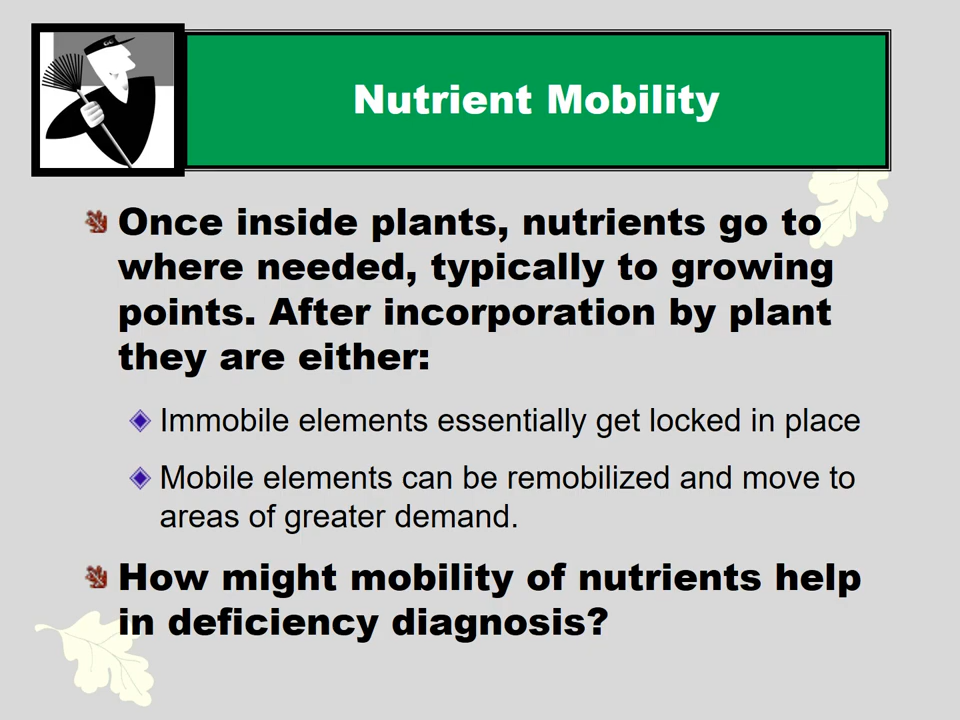 Nutrient Mobility
Once inside plants, nutrients go to
where needed, typically to growing
points. After incorporation by plant
they are either:
Immobile elements essentially get locked in place
Mobile elements can be remobilized and move to
areas of greater demand.
How might mobility of nutrients help
in deficiency diagnosis?